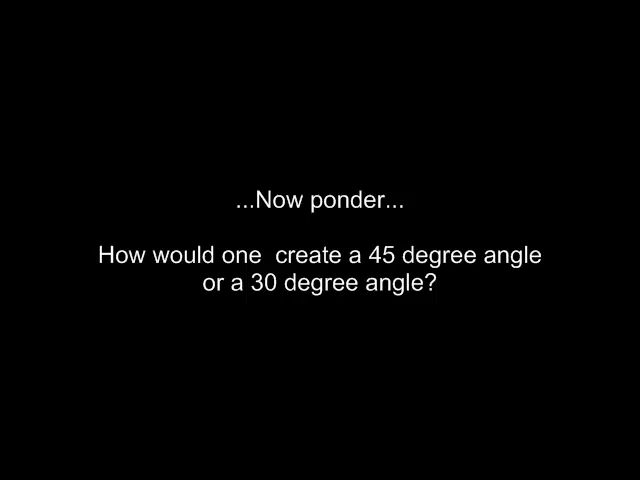 ...Now ponder...
How would one  create a 45 degree angle
or a 30 degree angle?